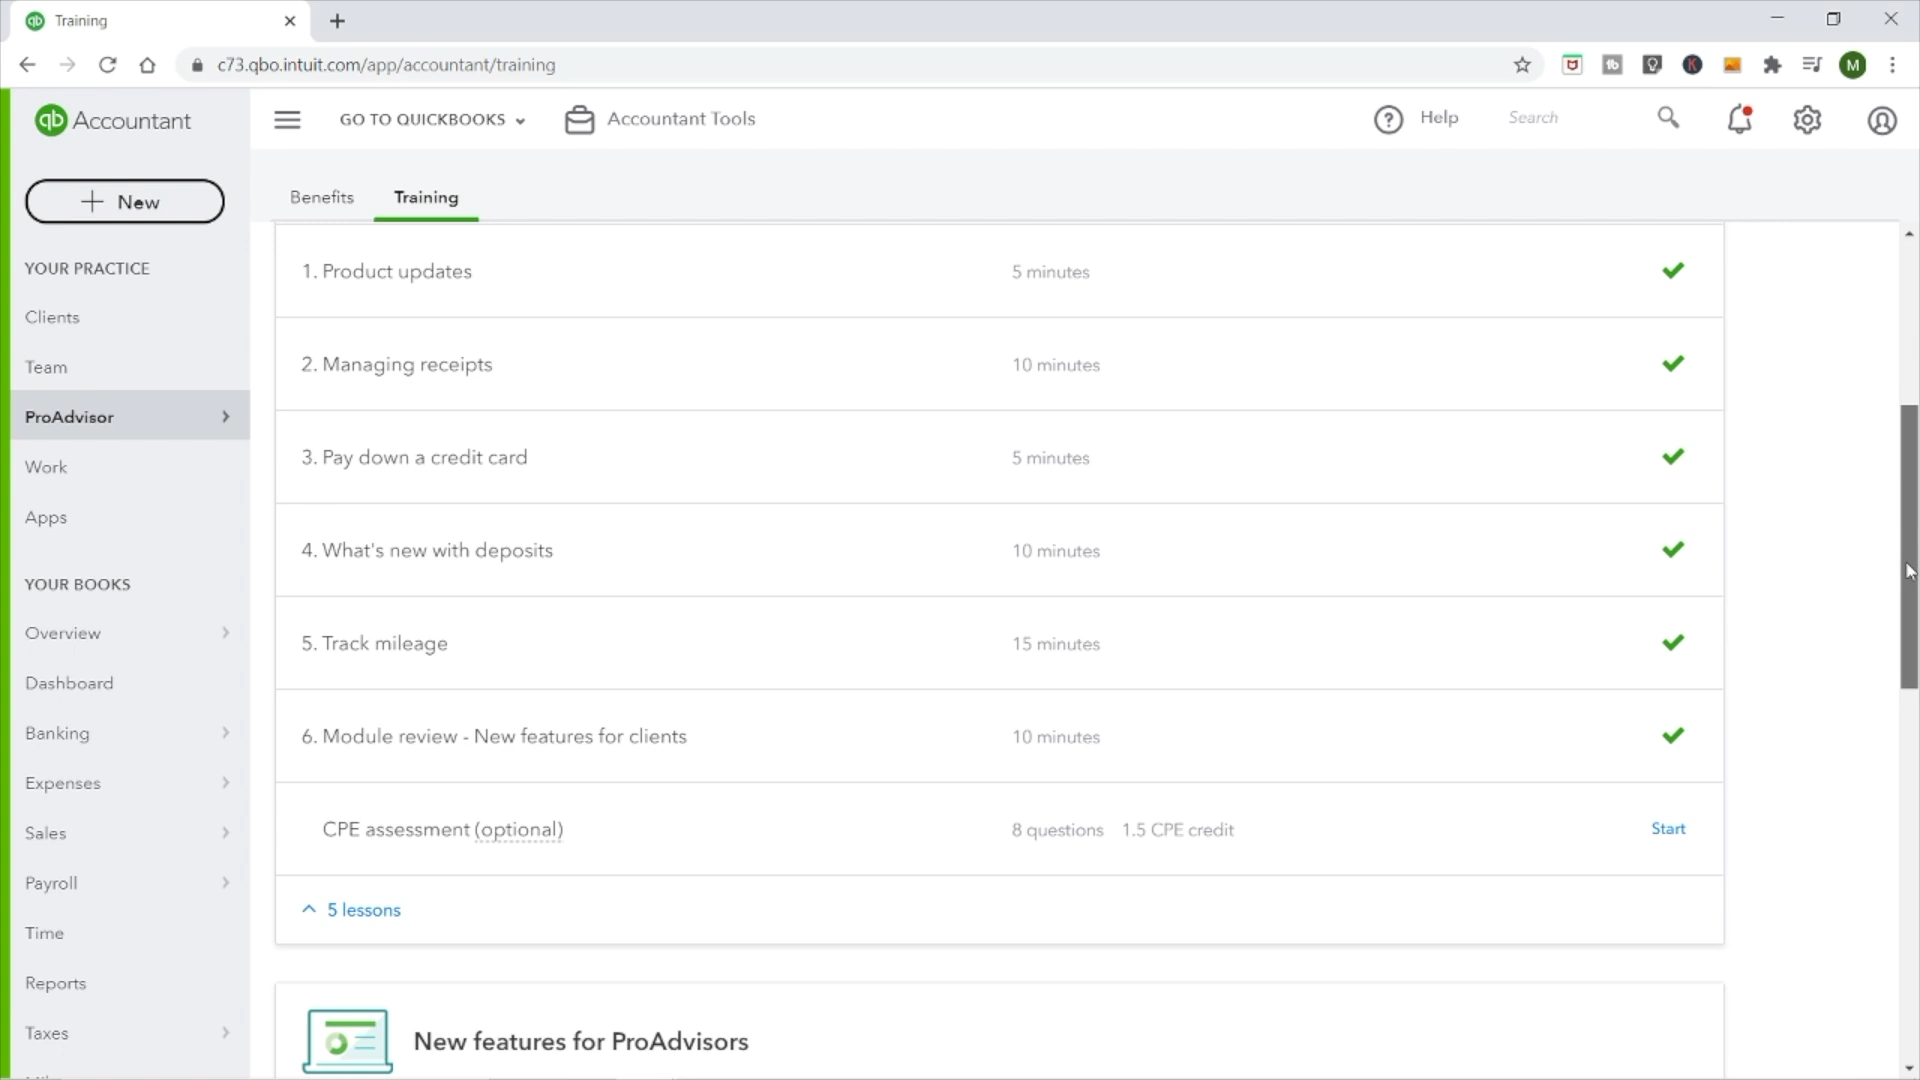 Training
c73.qbo.intuit.com/app/accountant/training
M
qb Accountant
GO TO QUICKBOOKS
Accountant Tools
Help
Search
+ New
Benefits
Training
YOUR PRACTICE
Clients
Team
ProAdvisor
Work
Apps
YOUR BOOKS
Overview
Dashboard
Banking
Expenses
Sales
Payroll
Time
Reports
Taxes
1. Product updates 5 minutes
2. Managing receipts 10 minutes
3. Pay down a credit card 5 minutes
4. What's new with deposits 10 minutes
5. Track mileage 15 minutes
6. Module review - New features for clients 10 minutes
CPE assessment (optional) 8 questions 1.5 CPE credit Start
5 lessons
New features for ProAdvisors